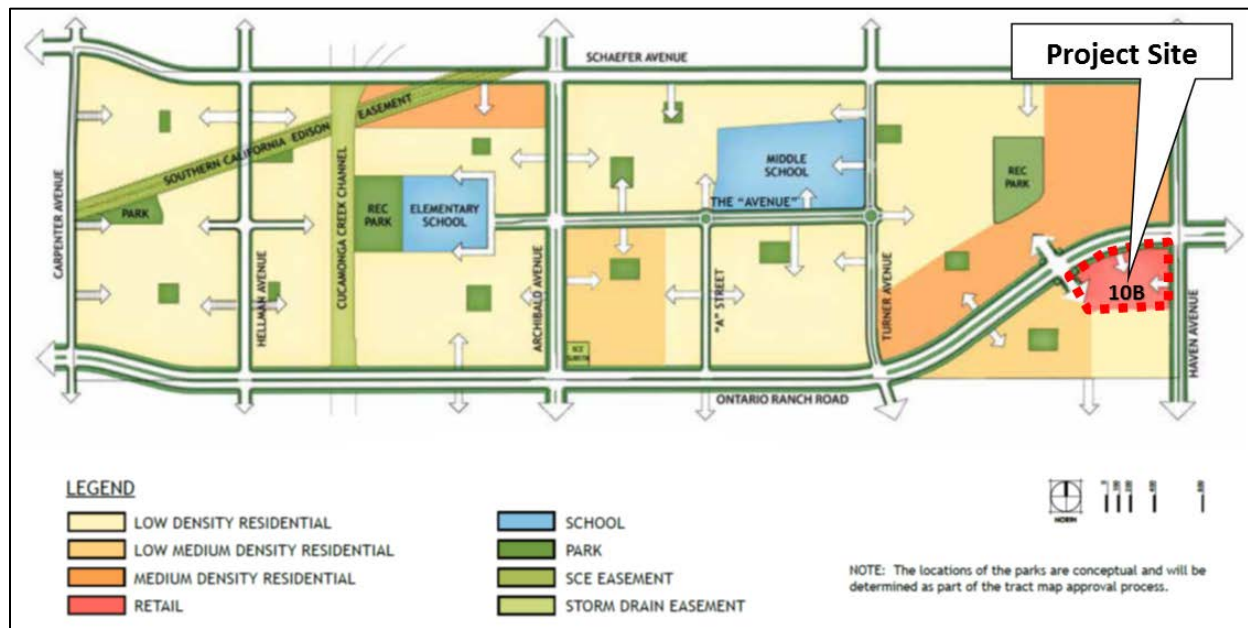 Project Site
SCHAEFER AVENUE
SOUTHERN CALIFORNIA EDISON EASEMENT
CARPENTER AVENUE
PARK
HELLMAN AVENUE
CUCAMONGA CREEK CHANNEL
REC
PARK
ELEMENTARY
SCHOOL
ARCHIBALD AVENUE
MIDDLE
SCHOOL
THE "AVENUE"
"A" STREET
TURNER AVENUE
REC
PARK
10B
HAVEN AVENUE
SCE
ONTARIO RANCH ROAD
LEGEND
LOW DENSITY RESIDENTIAL
LOW MEDIUM DENSITY RESIDENTIAL
MEDIUM DENSITY RESIDENTIAL
RETAIL
SCHOOL
PARK
SCE EASEMENT
STORM DRAIN EASEMENT
NORTH
NOTE: The locations of the parks are conceptual and will be
determined as part of the tract map approval process.